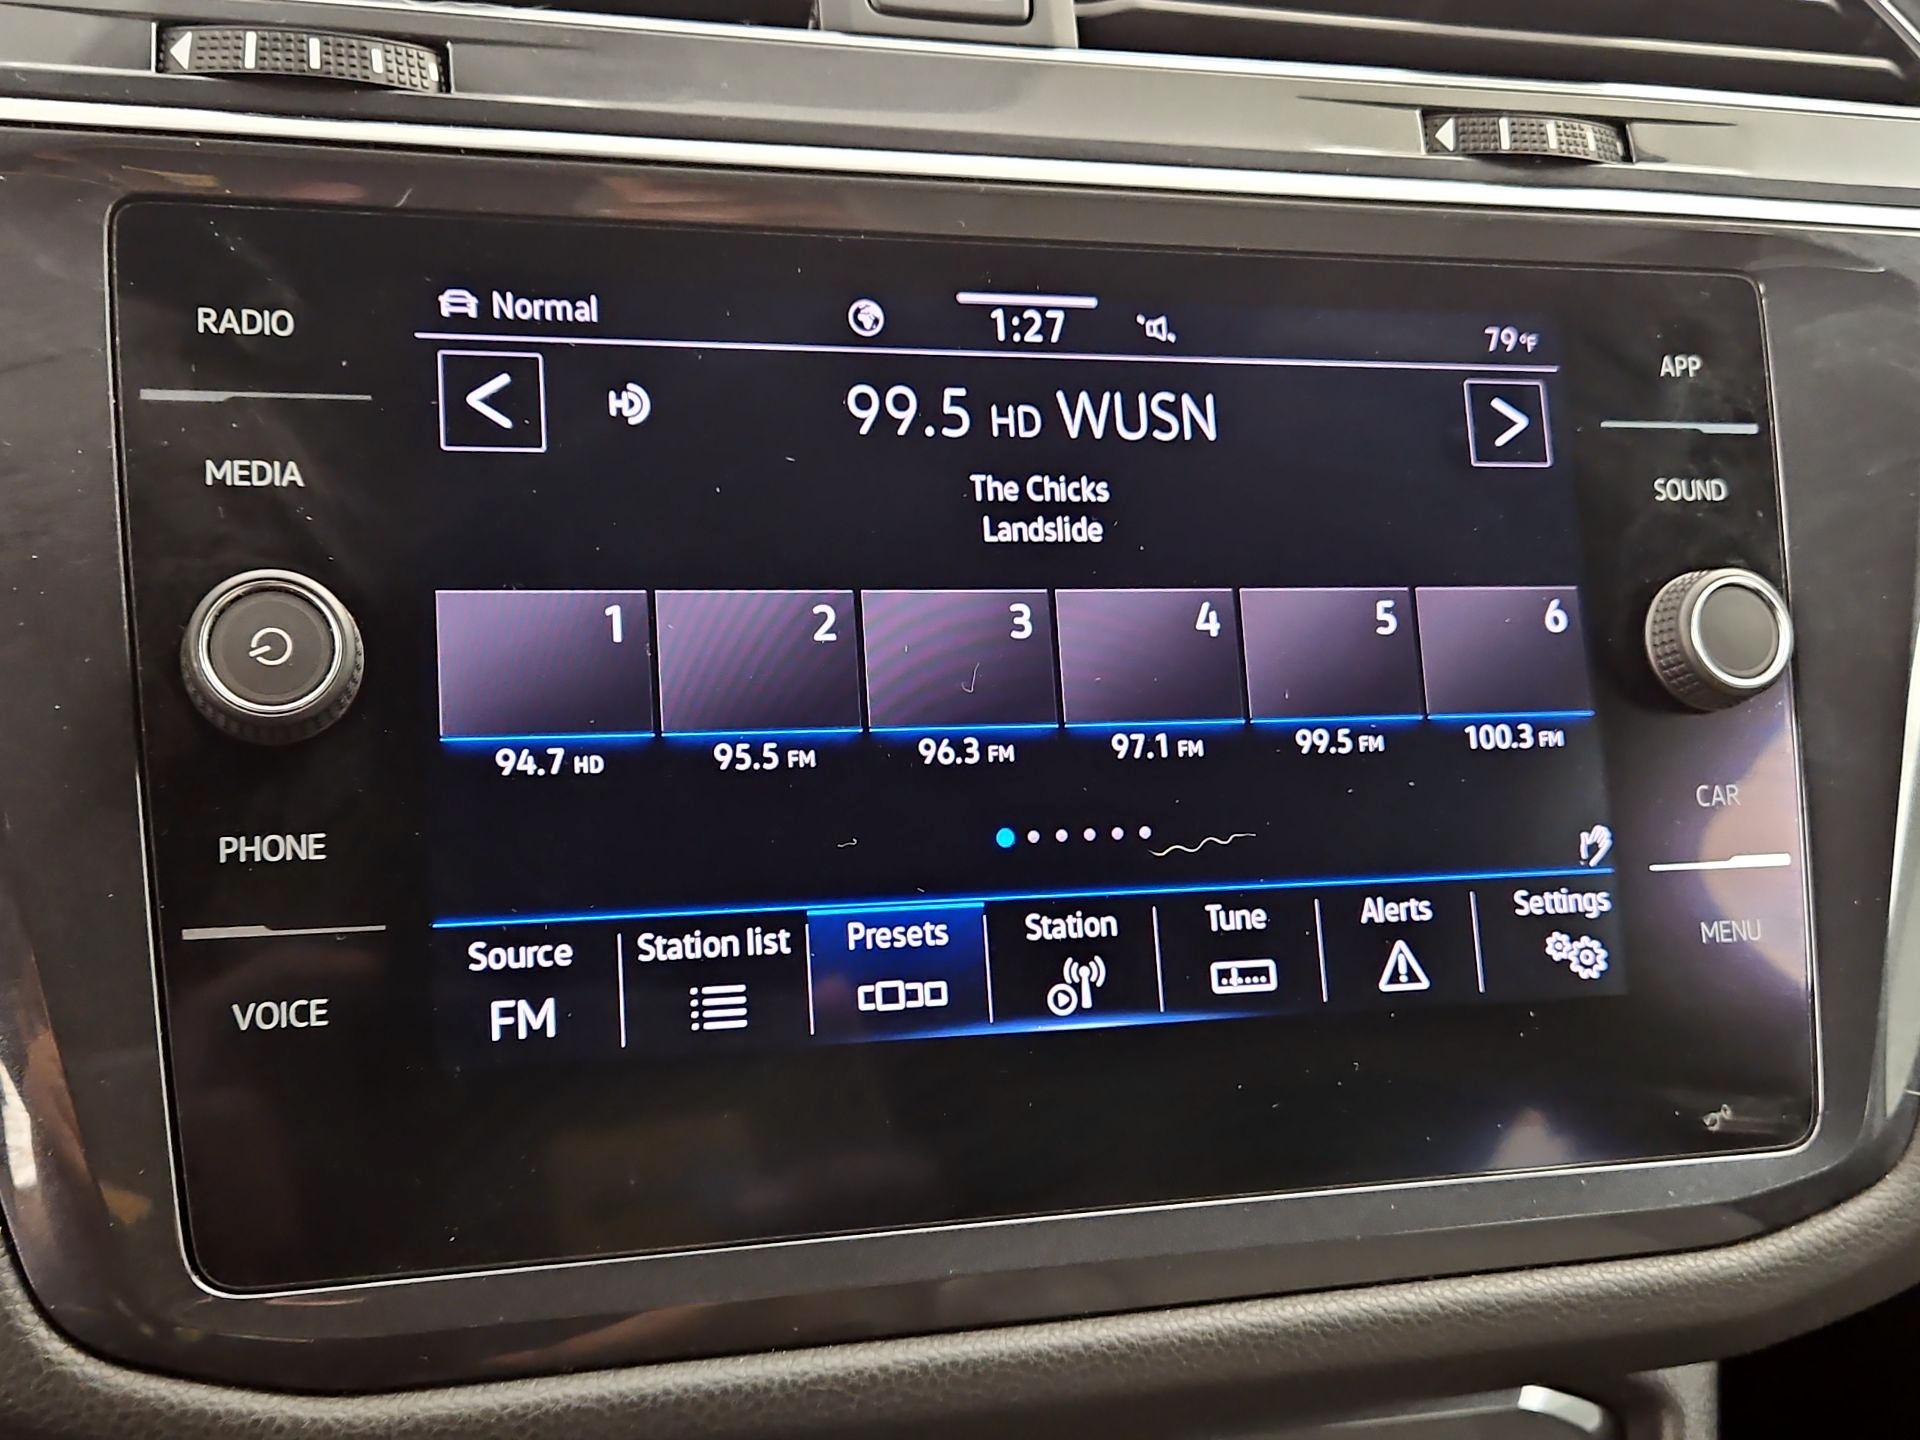 RADIO
MEDIA
PHONE
VOICE
Normal
1:27
79°F
< HD 99.5 HD WUSN >
The Chicks
Landslide
1 2 3 4 5 6
94.7 HD 95.5 FM 96.3 FM 97.1 FM 99.5 FM 100.3 FM
Source Station list Presets Station Tune Alerts Settings
FM
APP
SOUND
CAR
MENU